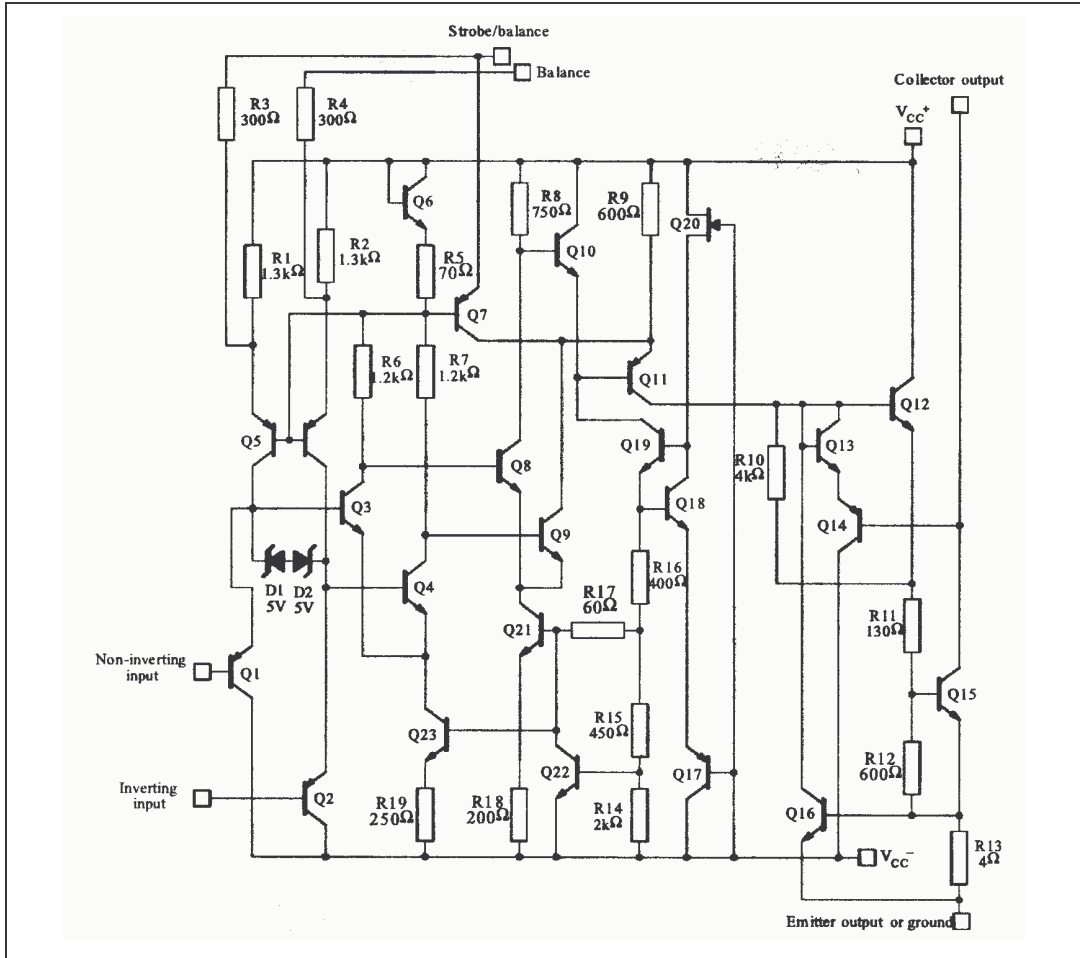 Strobe/balance
Balance
Collector output
R3
300Ω
R4
300Ω
VCC+
Q6
R8
750Ω
R9
600Ω
Q20
R1
1.3kΩ
R2
1.3kΩ
R5
70Ω
Q10
Q7
R6
1.2kΩ
R7
1.2kΩ
Q11
Q12
Q5
Q19
Q13
R10
4kΩ
Q8
Q3
Q18
Q14
Q9
D1
5V
D2
5V
Q4
R16
400Ω
R17
60Ω
R11
130Ω
Q21
Non-inverting
input
Q1
Q15
Q23
R15
450Ω
R12
600Ω
Q22
Q17
Inverting
input
Q2
R19
250Ω
R18
200Ω
R14
2kΩ
Q16
VCC-
R13
4Ω
Emitter output or ground